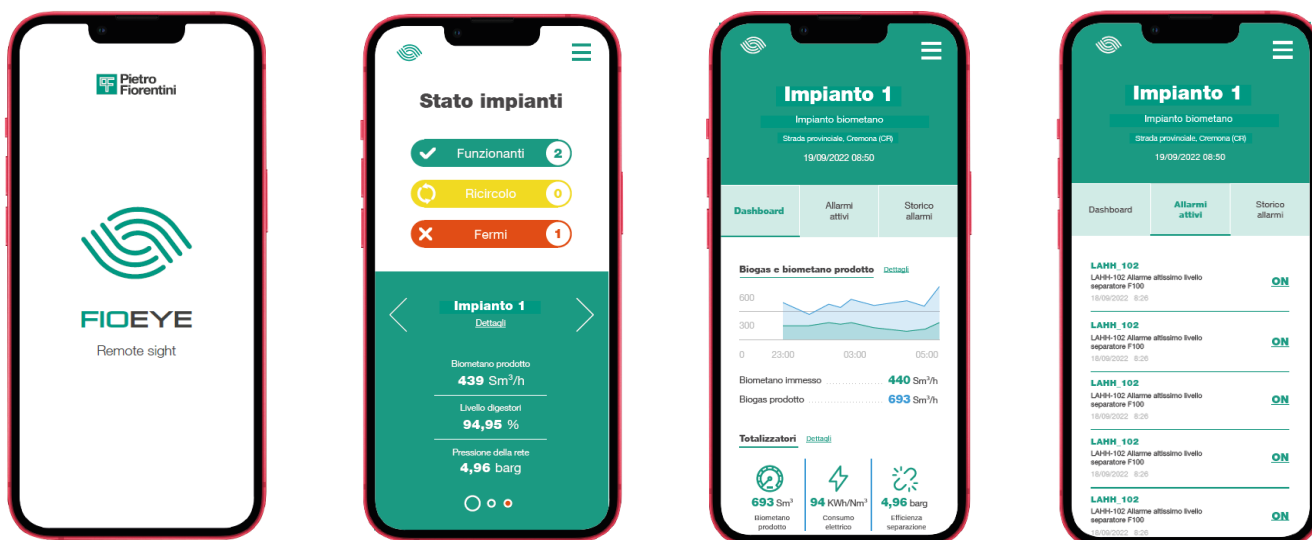 Pietro
Fiorentini
FIOEYE
Remote sight
Stato impianti
Funzionanti 2
Ricircolo 0
Fermi 1
Impianto 1
Dettagli
Biometano prodotto
439 Sm³/h
Livello digestori
94,95 %
Pressione della rete
4,96 barg
Impianto 1
Impianto biometano
Strada provinciale, Cremona (CR)
19/09/2022 08:50
Dashboard
Allarmi
attivi
Storico
allarmi
Biogas e biometano prodotto Dettagli
600
300
0 23:00 03:00 05:00
Biometano immesso 440 Sm³/h
Biogas prodotto 693 Sm³/h
Totalizzatori Dettagli
693 Sm³
Biometano
prodotto
94 KWh/Nm³
Consumo
elettrico
4,96 barg
Efficienza
separazione
Impianto 1
Impianto biometano
Strada provinciale, Cremona (CR)
19/09/2022 08:50
Dashboard
Allarmi
attivi
Storico
allarmi
LAHH_102
LAHH-102 Allarme altissimo livello
separatore F100
18/09/2022 8:26
ON
LAHH_102
LAHH-102 Allarme altissimo livello
separatore F100
18/09/2022 8:26
ON
LAHH_102
LAHH-102 Allarme altissimo livello
separatore F100
18/09/2022 8:26
ON
LAHH_102
LAHH-102 Allarme altissimo livello
separatore F100
18/09/2022 8:26
ON
LAHH_102
LAHH-102 Allarme altissimo livello
separatore F100
18/09/2022 8:26
ON